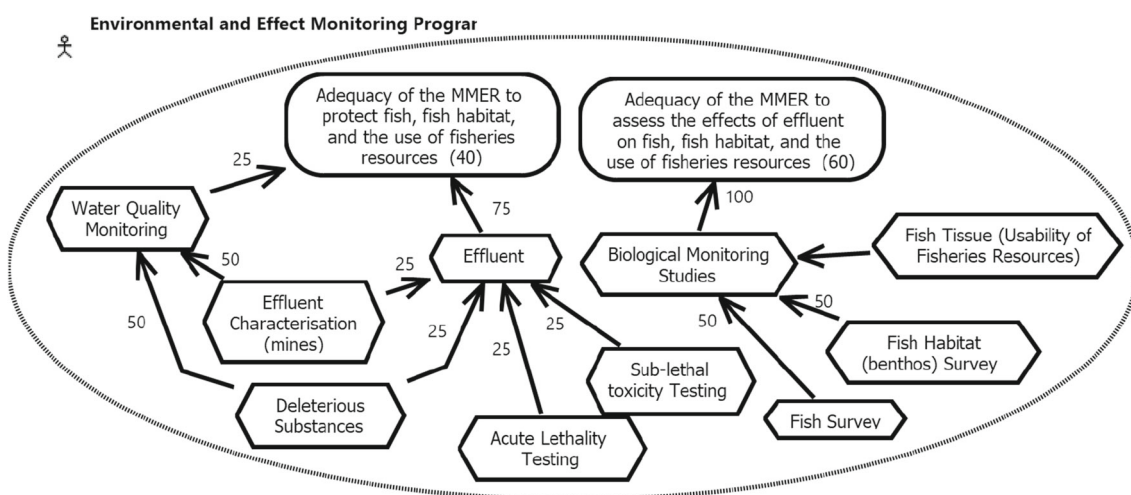 Environmental and Effect Monitoring Progran
Adequacy of the MMER to
protect fish, fish habitat,
and the use of fisheries
resources (40)
Adequacy of the MMER to
assess the effects of effluent
on fish, fish habitat, and the
use of fisheries resources (60)
25
75
100
Water Quality
Monitoring
Effluent
Biological Monitoring
Studies
Fish Tissue (Usability of
Fisheries Resources)
50
25
Effluent
Characterisation
(mines)
50
25
25
25
50
50
Sub-lethal
toxicity Testing
Fish Habitat
(benthos) Survey
Deleterious
Substances
Acute Lethality
Testing
Fish Survey